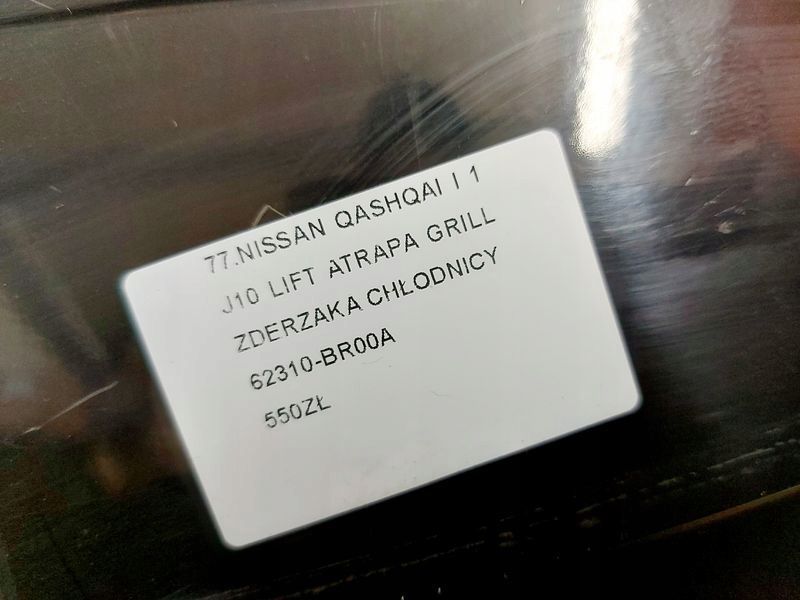 77.NISSAN QASHQAI I 1
J10 LIFT ATRAPA GRILL
ZDERZAKA CHŁODNICY
62310-BR00A
550ZŁ